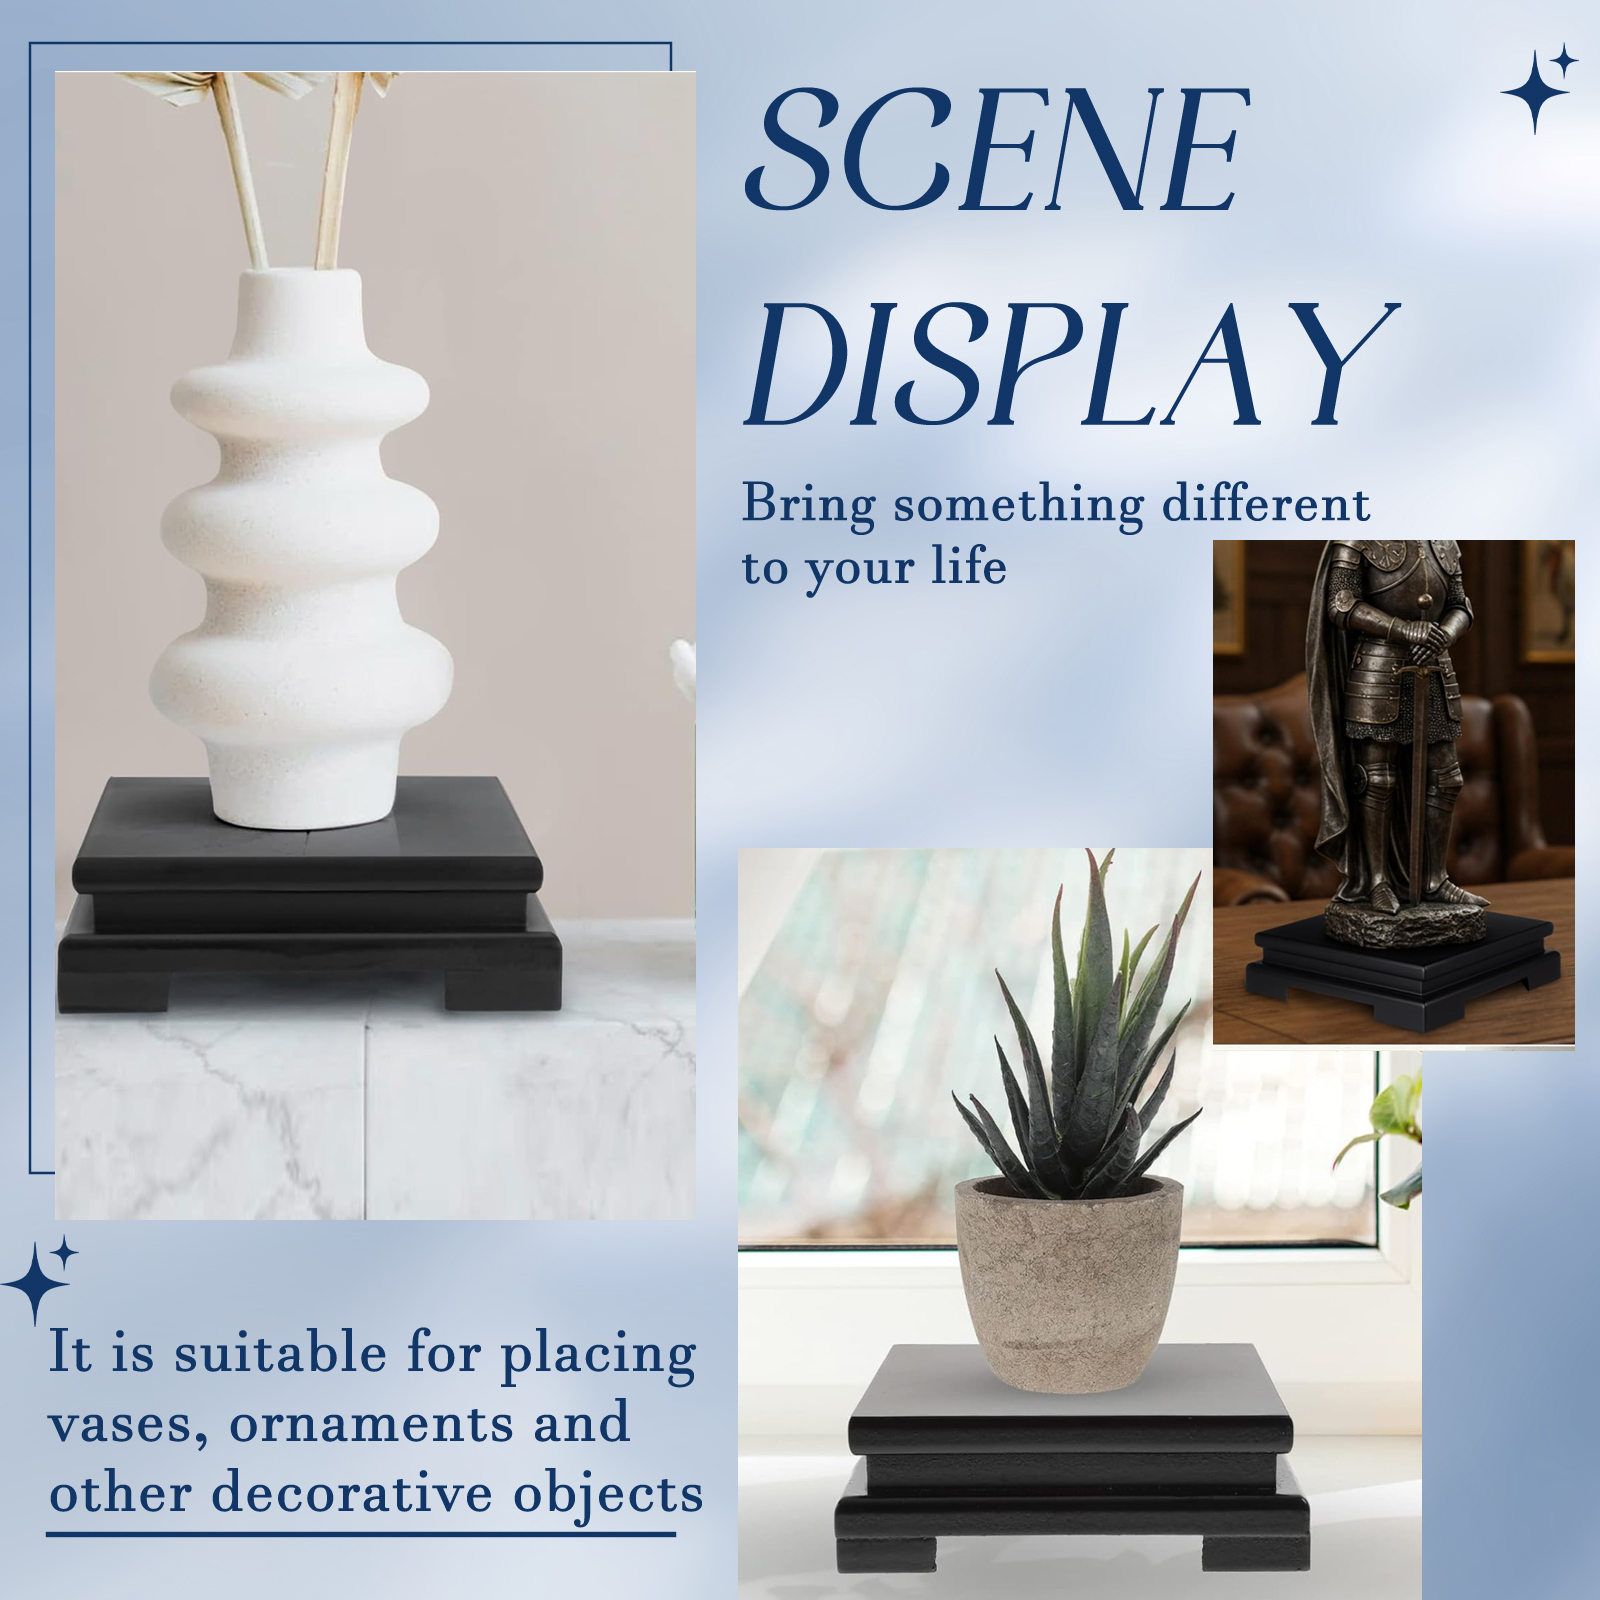 SCENE
DISPLAY
Bring something different
to your life
It is suitable for placing
vases, ornaments and
other decorative objects